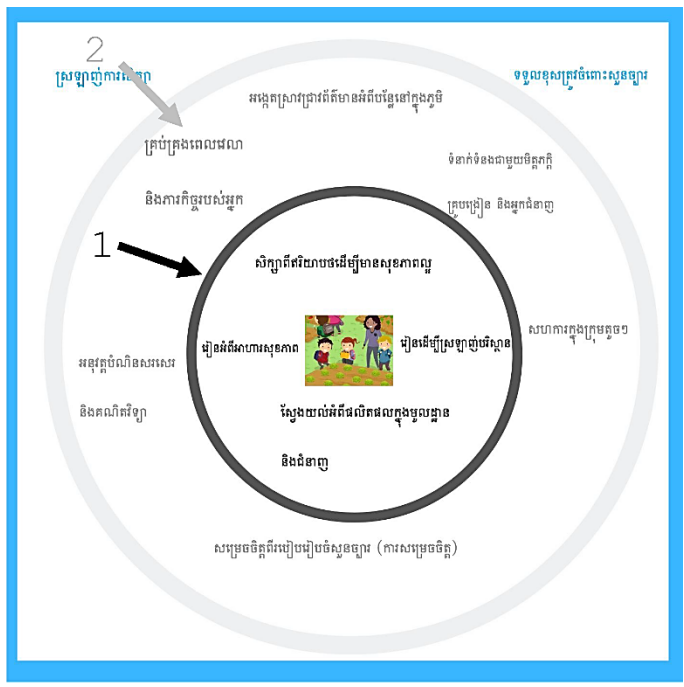 2
ស្រឡាញ់ការសិក្សា
ទទួលខុសត្រូវចំពោះសួនច្បារ
អង្កេតស្រាវជ្រាវព័ត៌មានអំពីបន្លែនៅក្នុងភូមិ
គ្រប់គ្រងពេលវេលា
និងភារកិច្ចរបស់អ្នក
ទំនាក់ទំនងជាមួយមិត្តភក្តិ
គ្រូបង្រៀន និងអ្នកជំនាញ
1
សិក្សាពីឥរិយាបថដើម្បីមានសុខភាពល្អ
រៀនអំពីអាហារសុខភាព
រៀនដើម្បីស្រឡាញ់បរិស្ថាន
សហការក្នុងក្រុមតូចៗ
អនុវត្តបំណិនសរសេរ
និងគណិតវិទ្យា
ស្វែងយល់អំពីផលិតផលក្នុងមូលដ្ឋាន
និងជំនាញ
សម្រេចចិត្តពីរបៀបរៀបចំសួនច្បារ (ការសម្រេចចិត្ត)